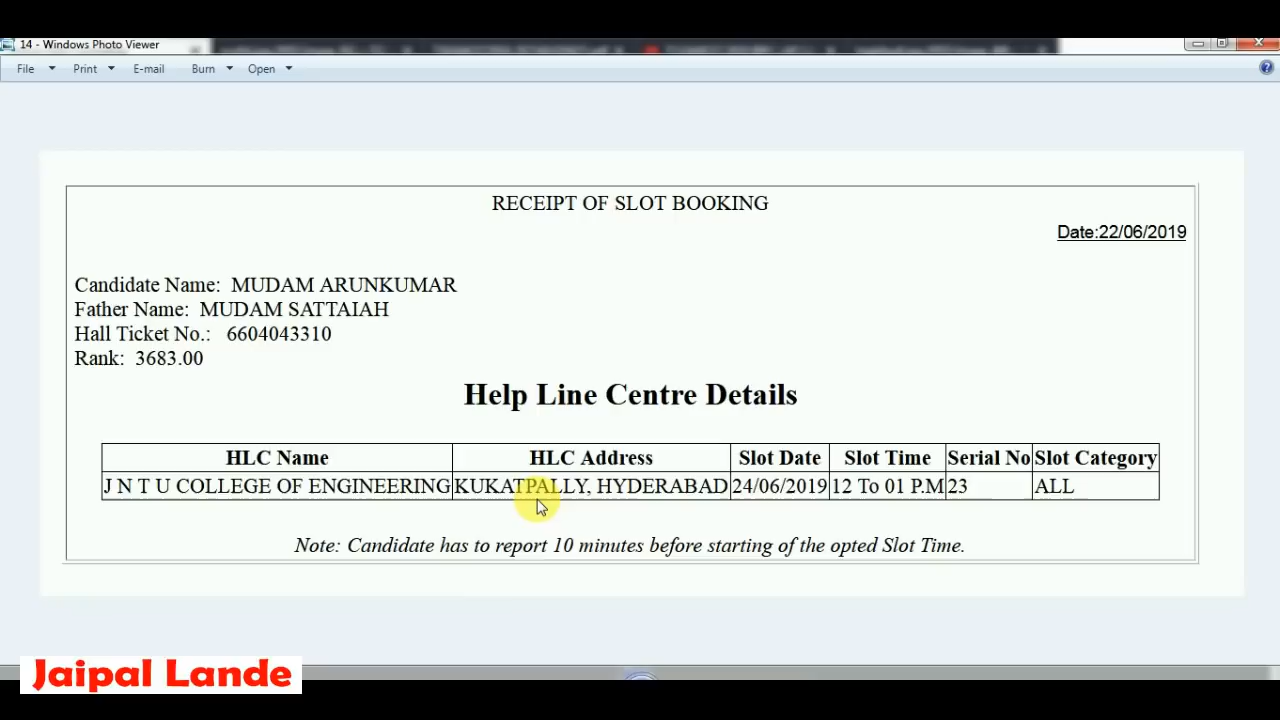 14 - Windows Photo Viewer
File Print E-mail Burn Open
RECEIPT OF SLOT BOOKING
Date:22/06/2019
Candidate Name: MUDAM ARUNKUMAR
Father Name: MUDAM SATTAIAH
Hall Ticket No.: 6604043310
Rank: 3683.00
Help Line Centre Details
HLC Name HLC Address Slot Date Slot Time Serial No Slot Category
J N T U COLLEGE OF ENGINEERING KUKATPALLY, HYDERABAD 24/06/2019 12 To 01 P.M 23 ALL
Note: Candidate has to report 10 minutes before starting of the opted Slot Time.
Jaipal Lande